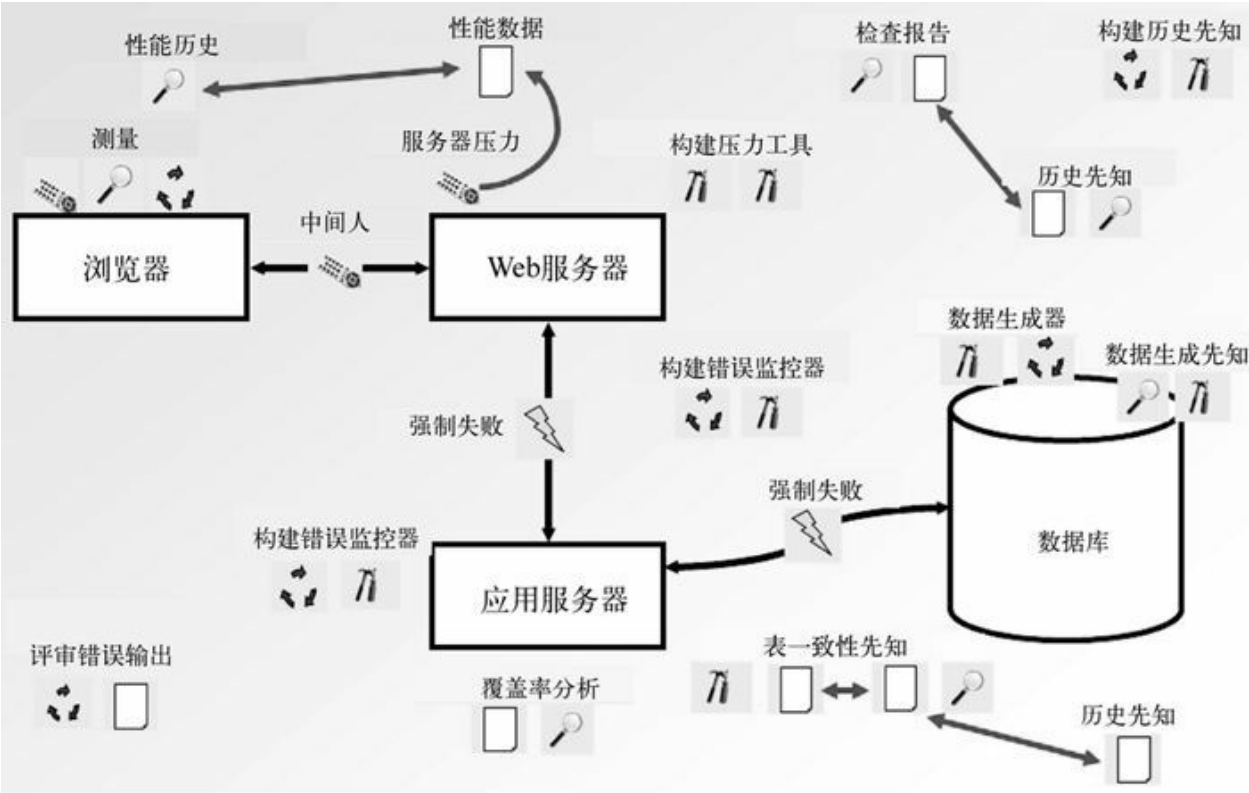 性能历史
性能数据
检查报告
构建历史先知
测量
服务器压力
构建压力工具
历史先知
中间人
浏览器
Web服务器
数据生成器
数据生成先知
构建错误监控器
强制失败
强制失败
构建错误监控器
数据库
应用服务器
评审错误输出
表一致性先知
覆盖率分析
历史先知